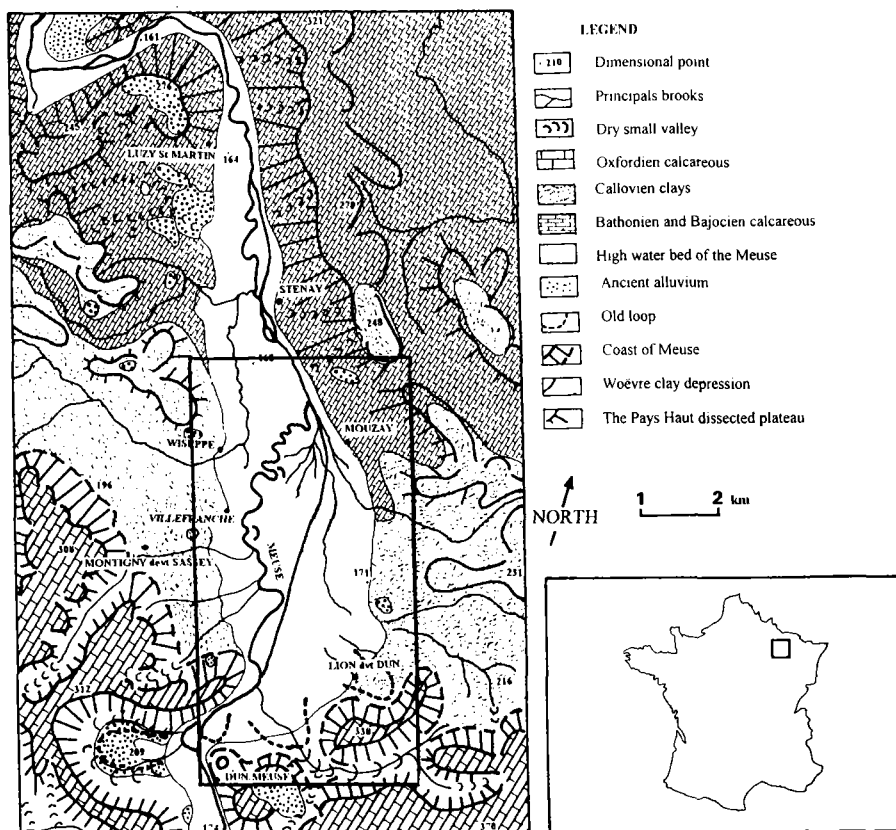 161
321
LUZY St MARTIN
164
270
STENAY
248
MOUZAY
WISEPPE
196
VILLEFRANCHE
308
MEUSE
MONTIGNY devt SASSEY
171
231
LION devt DUN
216
312
330
209
DUN MEUSE
174
370
LEGEND
.210 Dimensional point
Principals brooks
Dry small valley
Oxfordien calcareous
Callovien clays
Bathonien and Bajocien calcareous
High water bed of the Meuse
Ancient alluvium
Old loop
Coast of Meuse
Woëvre clay depression
The Pays Haut dissected plateau
NORTH
1 2 km